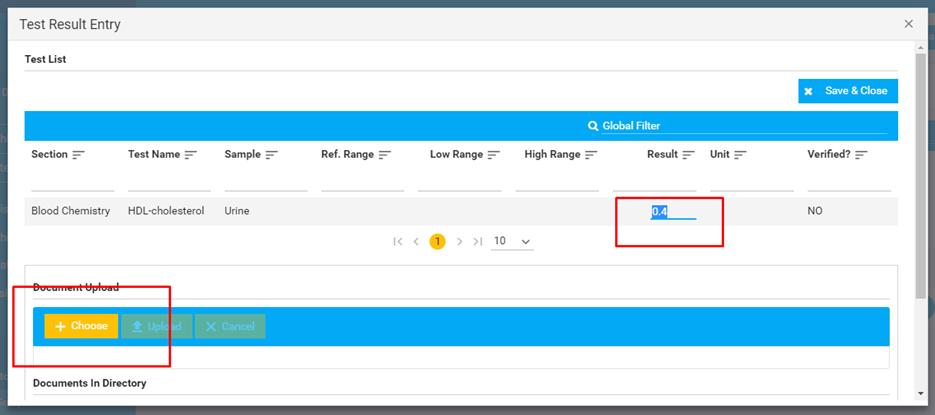 Test Result Entry
Test List
Save & Close
Global Filter
Section Test Name Sample Ref. Range Low Range High Range Result Unit Verified?
Blood Chemistry HDL-cholesterol Urine 0.4 NO
1 10
Document Upload
Choose Upload Cancel
Documents In Directory